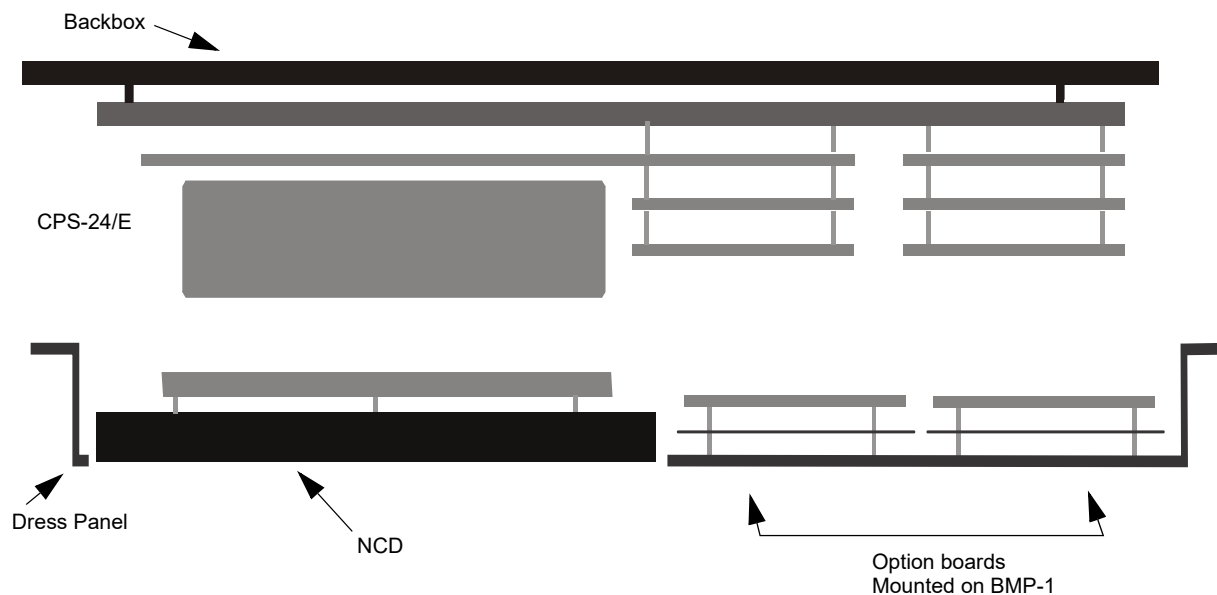 Backbox
CPS-24/E
Dress Panel
NCD
Option boards
Mounted on BMP-1